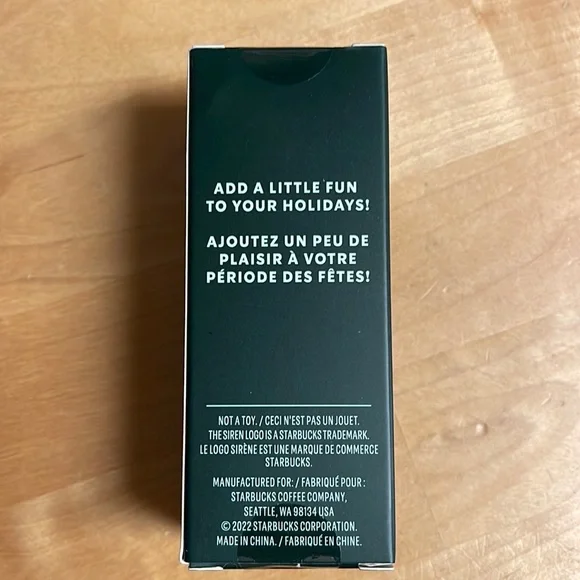 ADD A LITTLE FUN
TO YOUR HOLIDAYS!
AJOUTEZ UN PEU DE
PLAISIR À VOTRE
PÉRIODE DES FÊTES!
NOT A TOY. / CECI N'EST PAS UN JOUET.
THE SIREN LOGO IS A STARBUCKS TRADEMARK.
LE LOGO SIRÈNE EST UNE MARQUE DE COMMERCE
STARBUCKS.
MANUFACTURED FOR: / FABRIQUÉ POUR :
STARBUCKS COFFEE COMPANY,
SEATTLE, WA 98134 USA
© 2022 STARBUCKS CORPORATION.
MADE IN CHINA. / FABRIQUÉ EN CHINE.